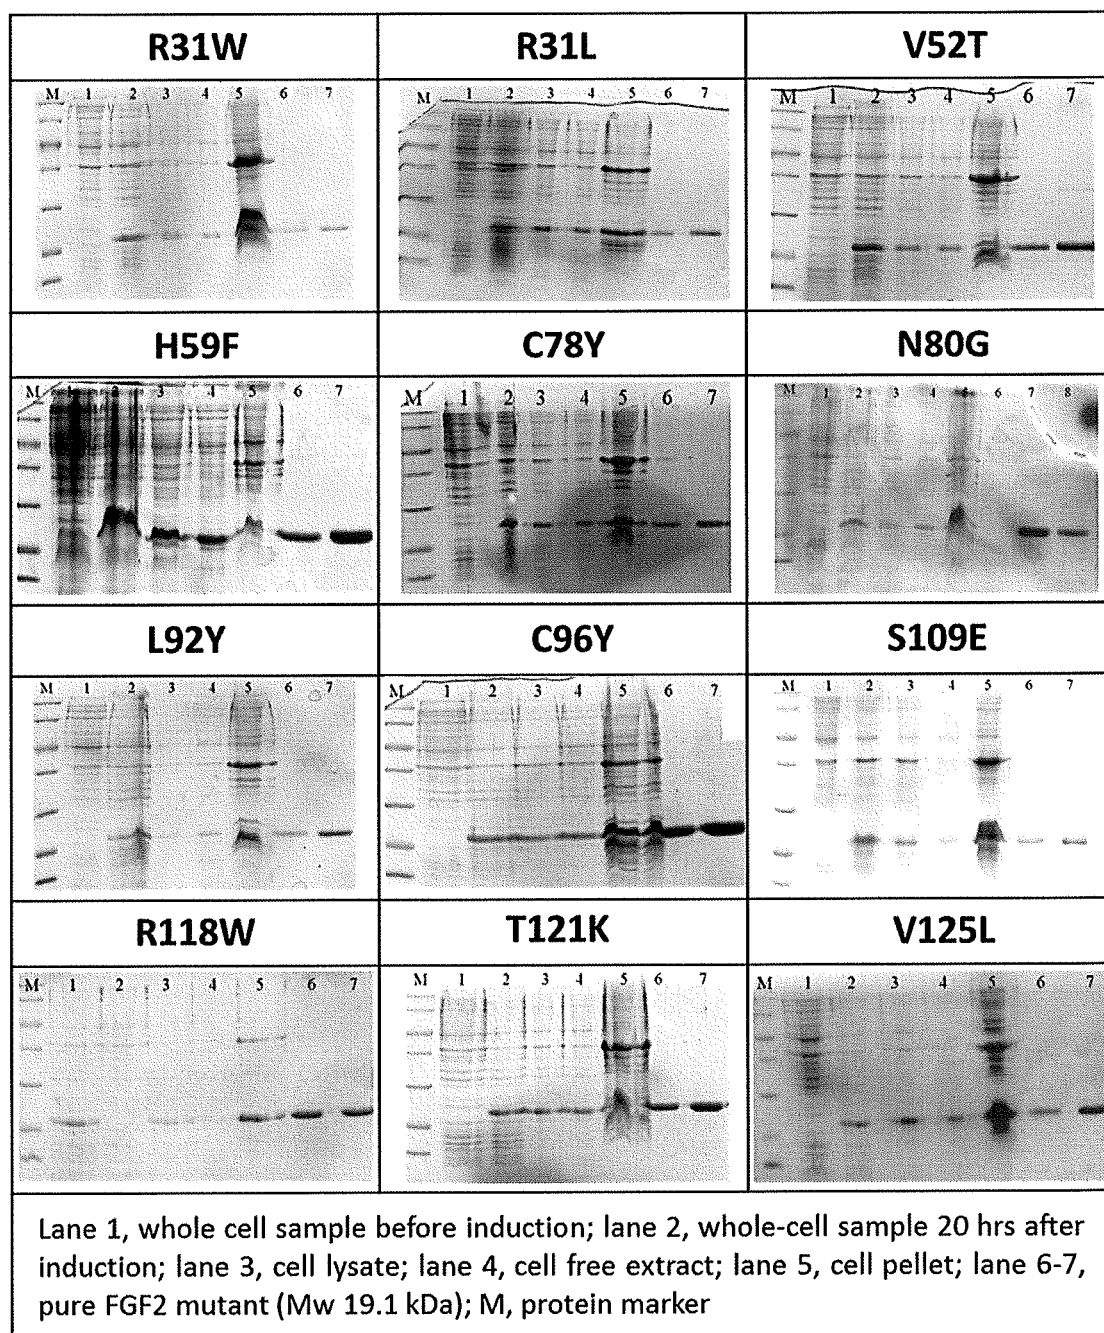 R31W R31L V52T
M 1 2 3 4 5 6 7 M 1 2 3 4 5 6 7 M 1 2 3 4 5 6 7
H59F C78Y N80G
M 1 2 3 4 5 6 7 M 1 2 3 4 5 6 7 M 1 2 3 4 6 7 8
L92Y C96Y S109E
M 1 2 3 4 5 6 7 M 1 2 3 4 5 6 7 M 1 2 3 4 5 6 7
R118W T121K V125L
M 1 2 3 4 5 6 7 M 1 2 3 4 5 6 7 M 1 2 3 4 5 6 7
Lane 1, whole cell sample before induction; lane 2, whole-cell sample 20 hrs after
induction; lane 3, cell lysate; lane 4, cell free extract; lane 5, cell pellet; lane 6-7,
pure FGF2 mutant (Mw 19.1 kDa); M, protein marker